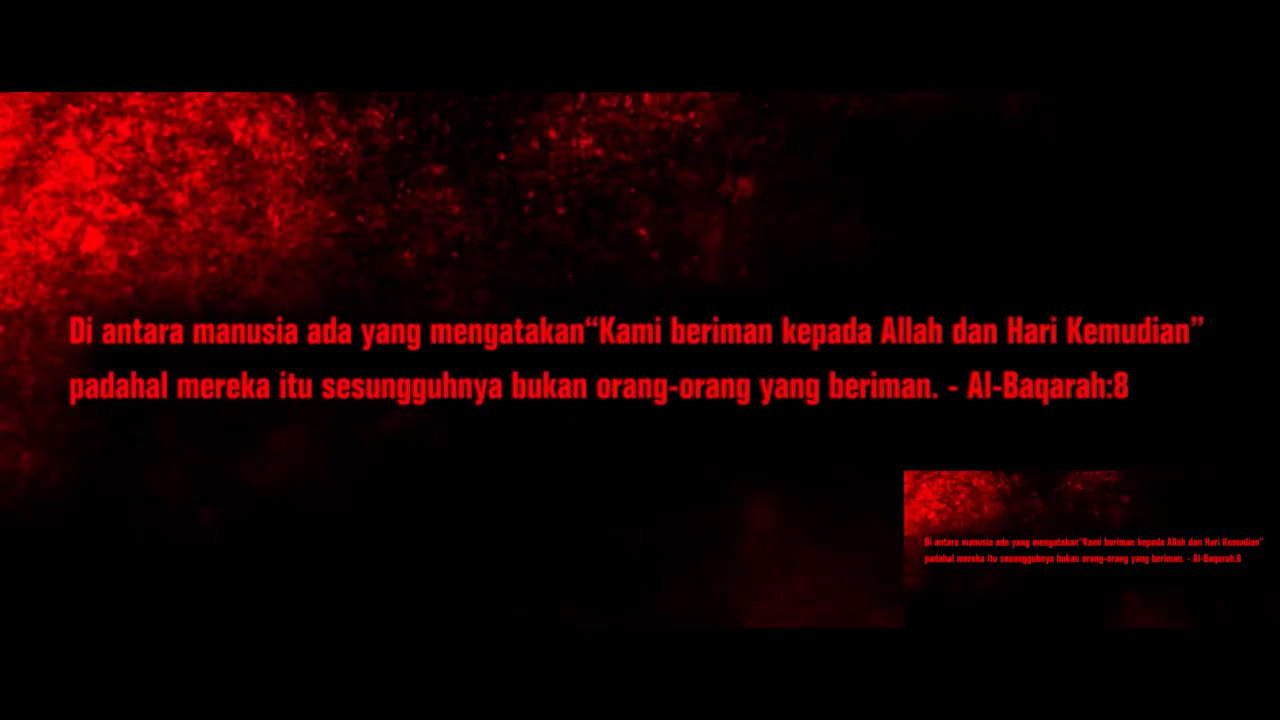 Di antara manusia ada yang mengatakan“Kami beriman kepada Allah dan Hari Kemudian”
padahal mereka itu sesungguhnya bukan orang-orang yang beriman. - Al-Baqarah:8
Di antara manusia ada yang mengatakan“Kami beriman kepada Allah dan Hari Kemudian”
padahal mereka itu sesungguhnya bukan orang-orang yang beriman. - Al-Baqarah:8